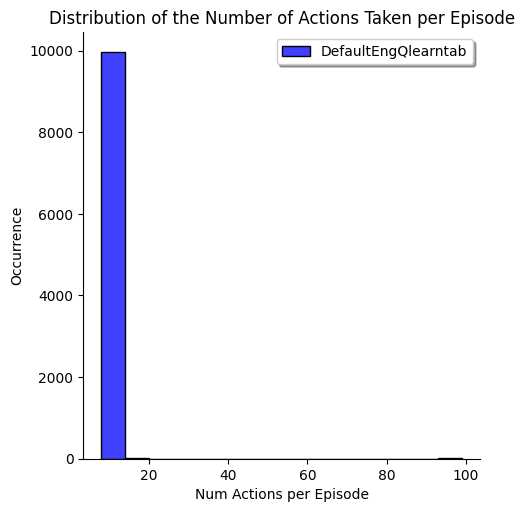 Distribution of the Number of Actions Taken per Episode
DefaultEngQlearntab
10000
8000
6000
4000
2000
0
Occurrence
20 40 60 80 100
Num Actions per Episode